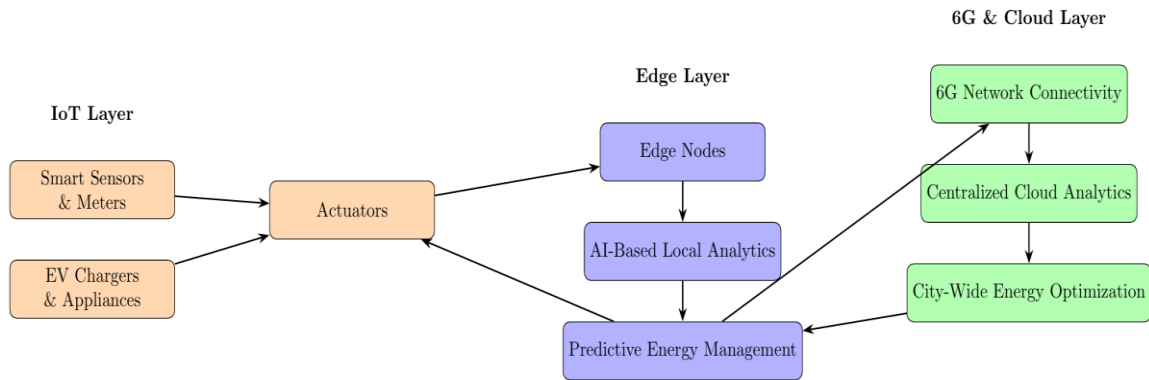 IoT Layer
Smart Sensors
& Meters
EV Chargers
& Appliances
Actuators
Edge Layer
Edge Nodes
AI-Based Local Analytics
Predictive Energy Management
6G & Cloud Layer
6G Network Connectivity
Centralized Cloud Analytics
City-Wide Energy Optimization